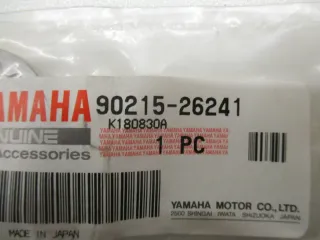 YAMAHA 90215-26241
GENUINE K180830A
Accessories 1 PC
YAMAHA MOTOR CO., LTD.
2500 SHINGAI IWATA SHIZUOKA JAPAN
MADE IN JAPAN